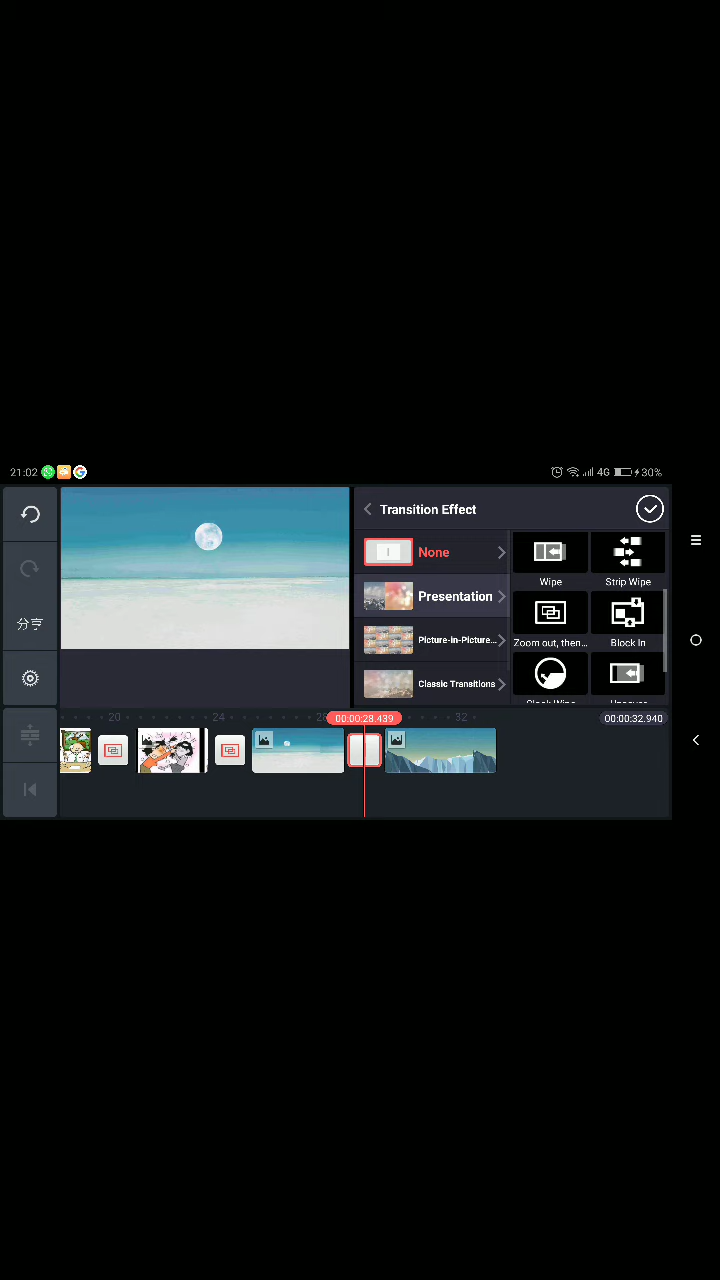 21:02
4G
30%
Transition Effect
None
Presentation
Picture-in-Picture...
Classic Transitions
Wipe
Strip Wipe
Zoom out, then...
Block In
分享
20
24
00:00:28.439
32
00:00:32.940